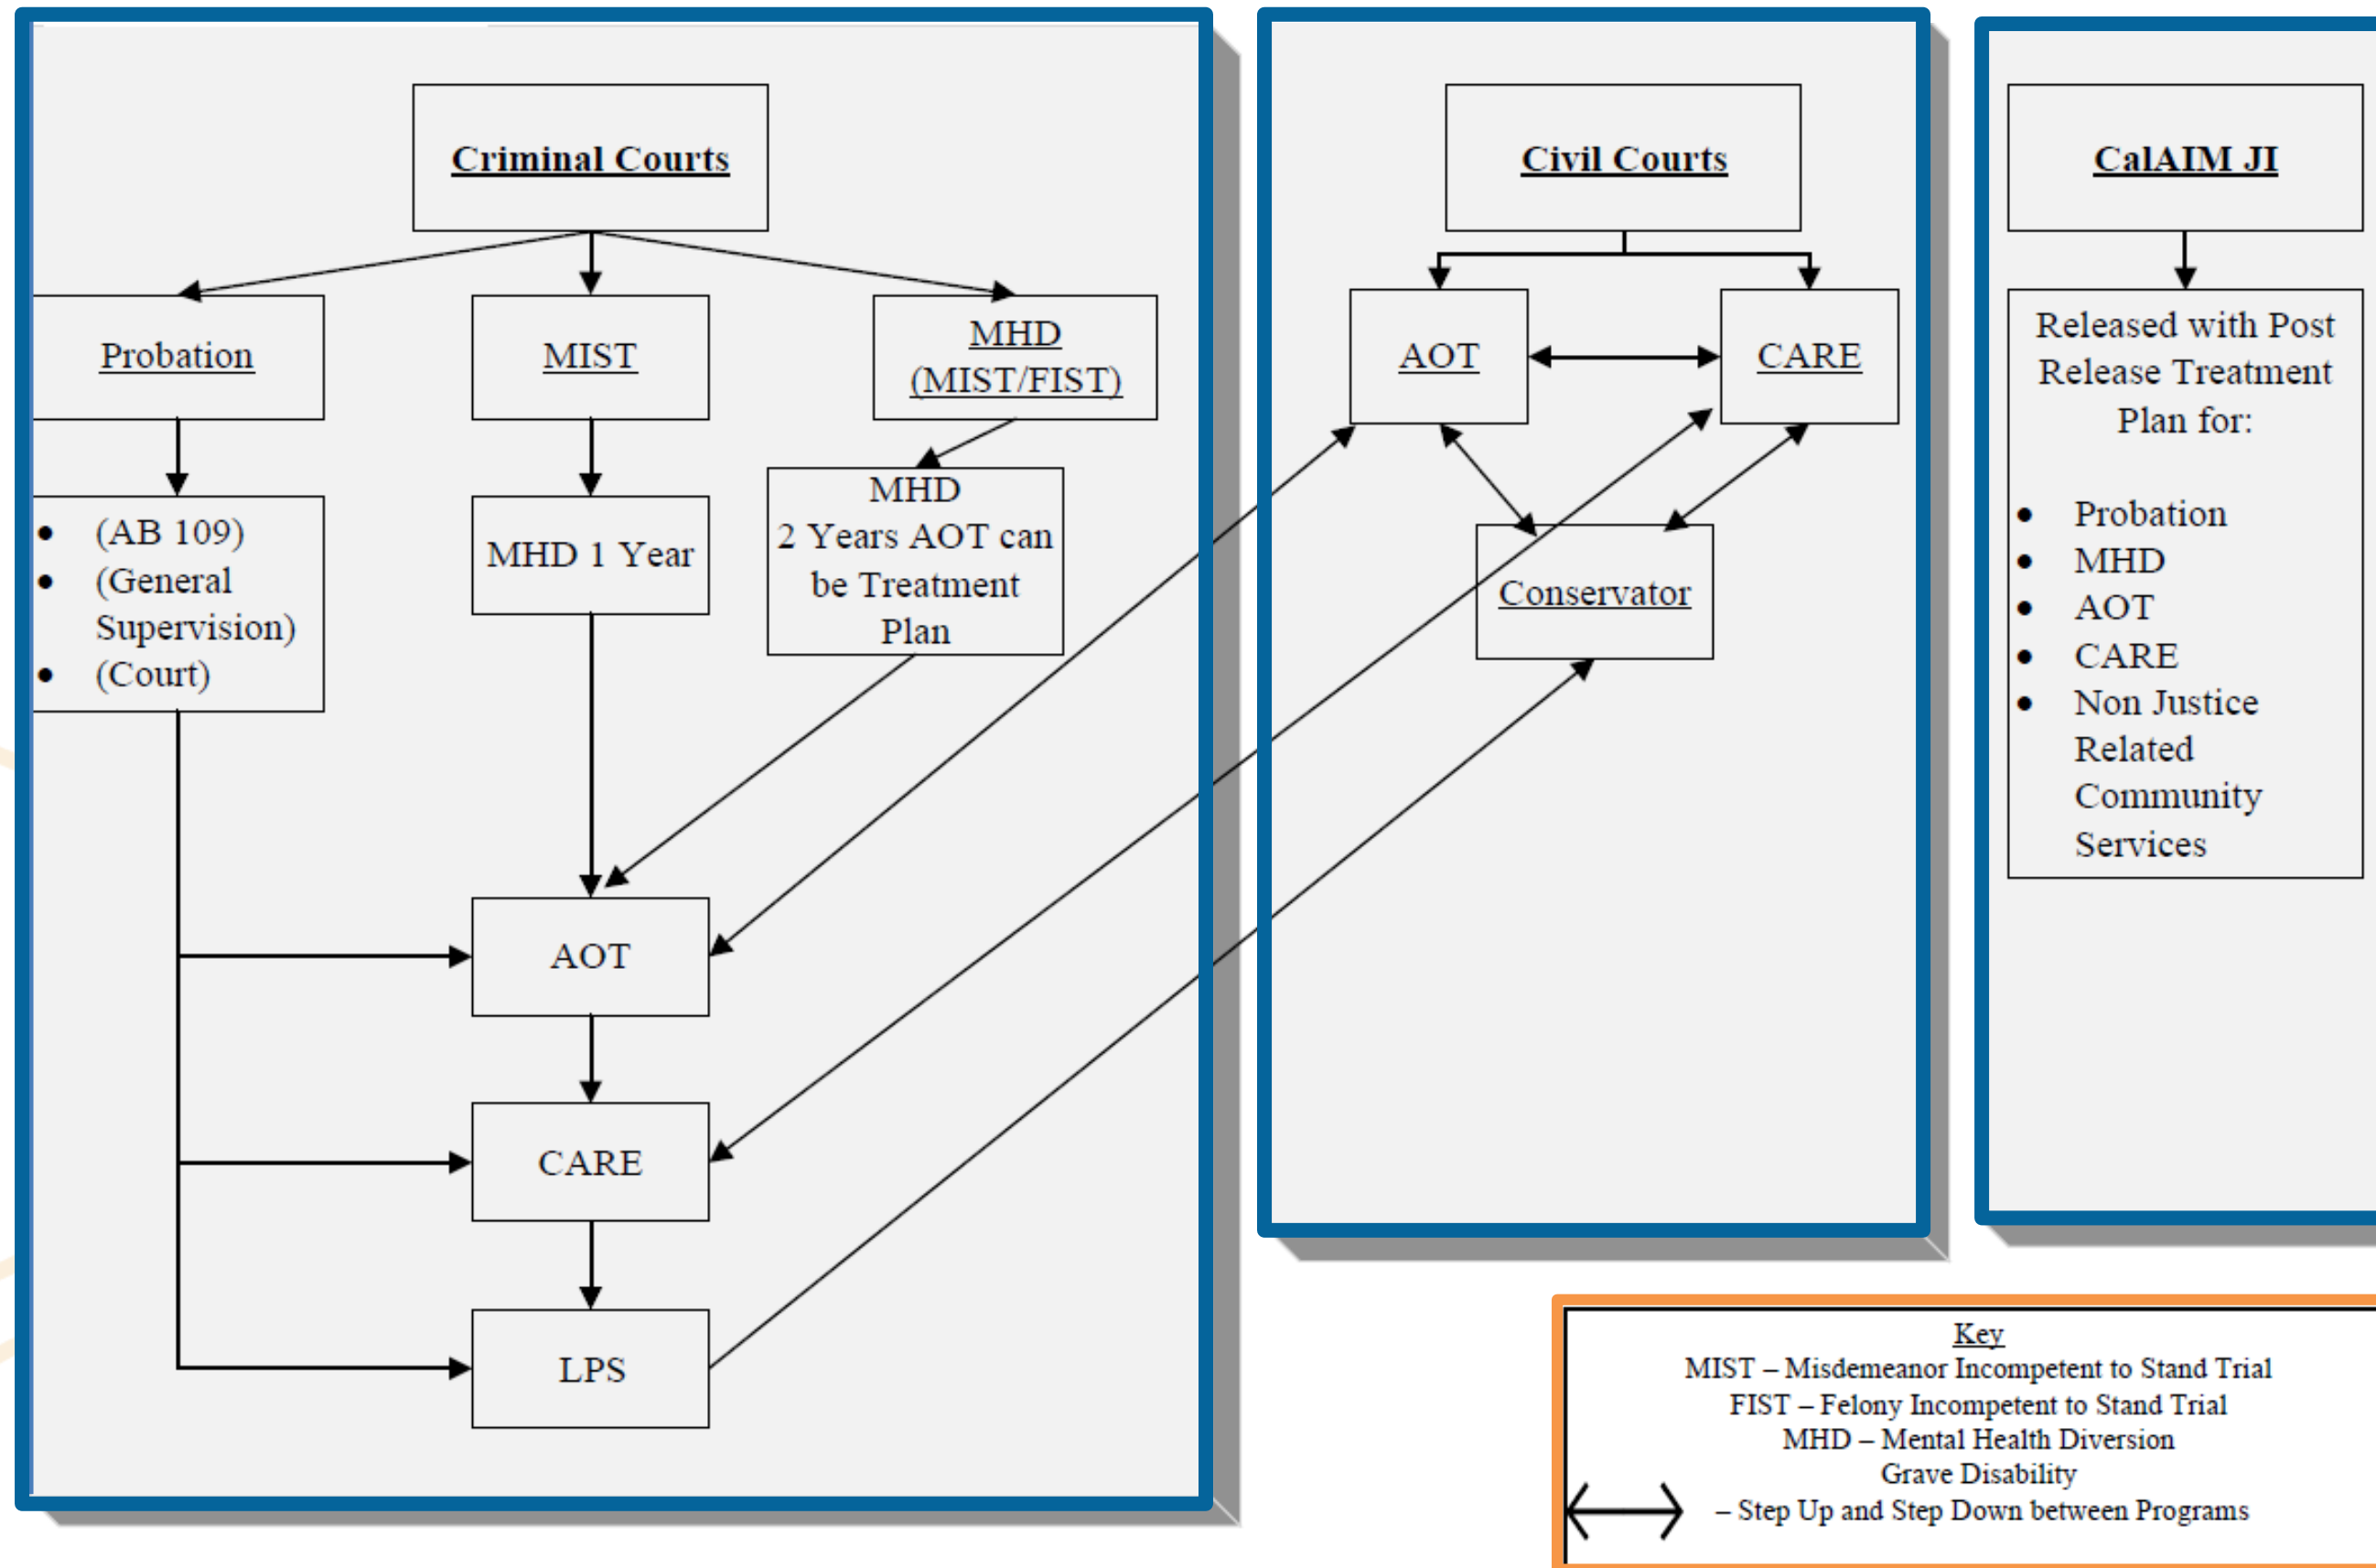 Criminal Courts
Probation
MIST
MHD
(MIST/FIST)
• (AB 109)
• (General
Supervision)
• (Court)
MHD 1 Year
MHD
2 Years AOT can
be Treatment
Plan
AOT
CARE
LPS
Civil Courts
AOT
CARE
Conservator
CalAIM JI
Released with Post
Release Treatment
Plan for:
• Probation
• MHD
• AOT
• CARE
• Non Justice
Related
Community
Services
Key
MIST – Misdemeanor Incompetent to Stand Trial
FIST – Felony Incompetent to Stand Trial
MHD – Mental Health Diversion
Grave Disability
– Step Up and Step Down between Programs